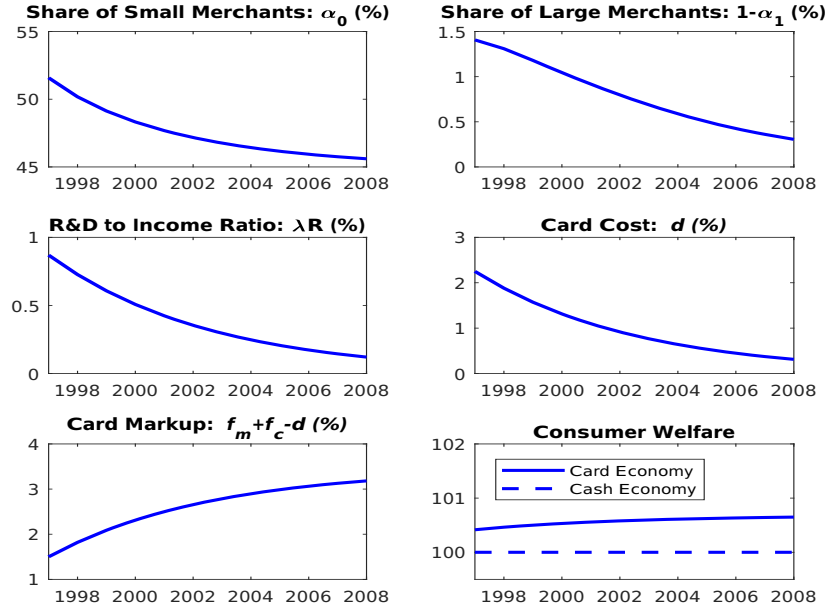 Share of Small Merchants: α0 (%)
55
50
45
1998 2000 2002 2004 2006 2008
Share of Large Merchants: 1-α1 (%)
1.5
1
0.5
0
1998 2000 2002 2004 2006 2008
R&D to Income Ratio: λR (%)
1
0.5
0
1998 2000 2002 2004 2006 2008
Card Cost: d (%)
3
2
1
0
1998 2000 2002 2004 2006 2008
Card Markup: f_m+f_c-d (%)
4
3
2
1
1998 2000 2002 2004 2006 2008
Consumer Welfare
102
101
100
Card Economy
Cash Economy
1998 2000 2002 2004 2006 2008